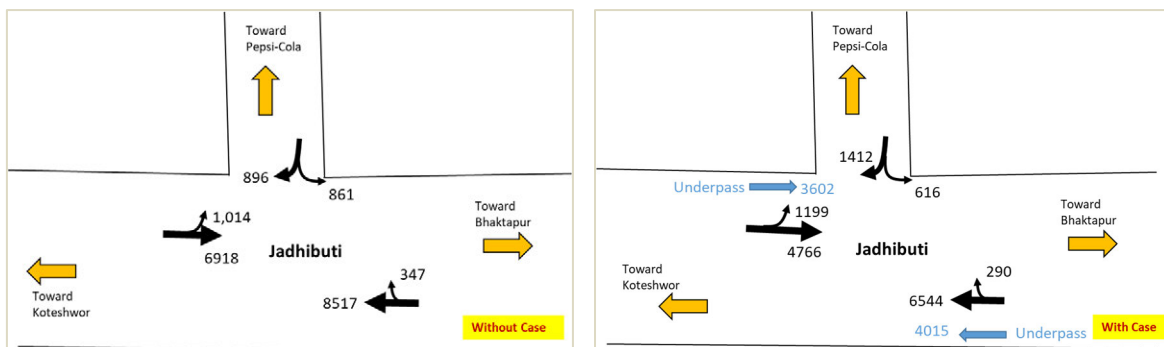 Toward
Pepsi-Cola
896
861
1,014
6918
Jadhibuti
Toward
Bhaktapur
Toward
Koteshwor
347
8517
Without Case
Toward
Pepsi-Cola
1412
616
Underpass
3602
1199
4766
Jadhibuti
Toward
Bhaktapur
Toward
Koteshwor
290
6544
4015
Underpass
With Case